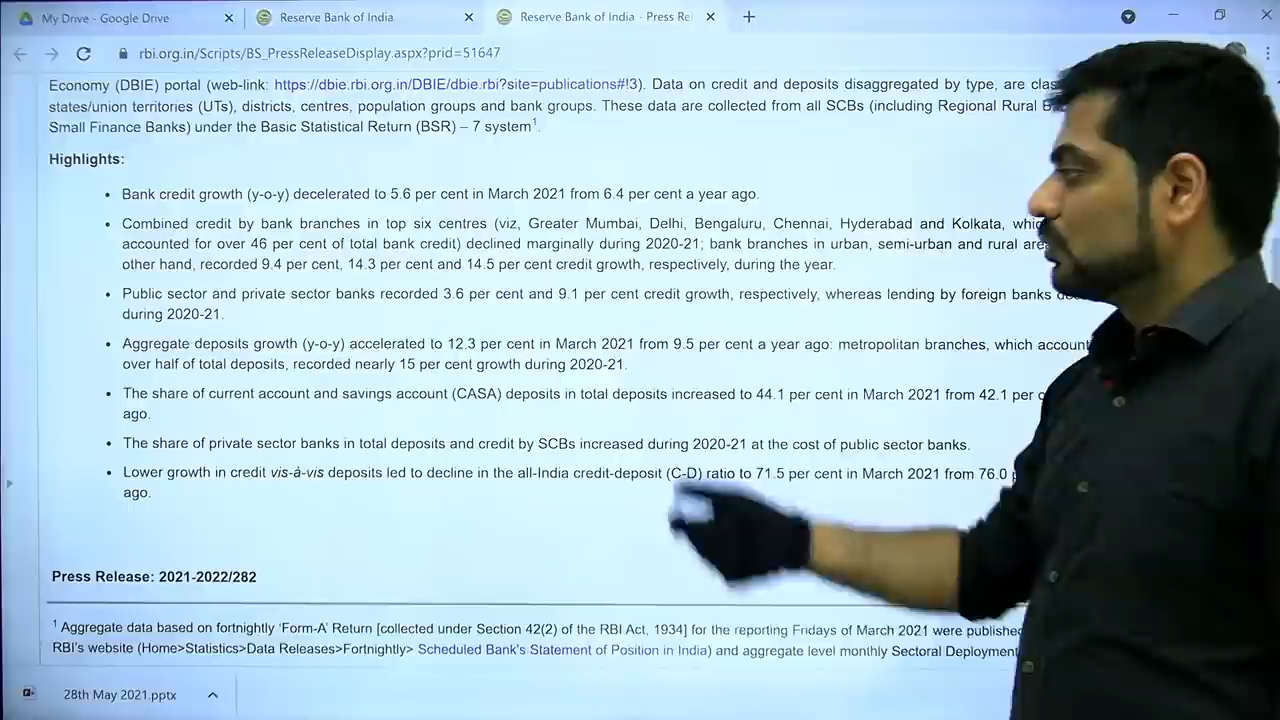 My Drive - Google Drive
Reserve Bank of India
Reserve Bank of India - Press Re
rbi.org.in/Scripts/BS_PressReleaseDisplay.aspx?prid=51647
Economy (DBIE) portal (web-link: https://dbie.rbi.org.in/DBIE/dbie.rbi?site=publications#!3). Data on credit and deposits disaggregated by type, are
states/union territories (UTs), districts, centres, population groups and bank groups. These data are collected from all SCBs (including Regional Rural
Small Finance Banks) under the Basic Statistical Return (BSR) – 7 system1.
Highlights:
• Bank credit growth (y-o-y) decelerated to 5.6 per cent in March 2021 from 6.4 per cent a year ago.
• Combined credit by bank branches in top six centres (viz, Greater Mumbai, Delhi, Bengaluru, Chennai, Hyderabad and Kolkata,
accounted for over 46 per cent of total bank credit) declined marginally during 2020-21; bank branches in urban, semi-urban and rural
other hand, recorded 9.4 per cent, 14.3 per cent and 14.5 per cent credit growth, respectively, during the year.
• Public sector and private sector banks recorded 3.6 per cent and 9.1 per cent credit growth, respectively, whereas lending by foreign banks
during 2020-21.
• Aggregate deposits growth (y-o-y) accelerated to 12.3 per cent in March 2021 from 9.5 per cent a year ago: metropolitan branches, which account
over half of total deposits, recorded nearly 15 per cent growth during 2020-21.
• The share of current account and savings account (CASA) deposits in total deposits increased to 44.1 per cent in March 2021 from 42.1 per
ago.
• The share of private sector banks in total deposits and credit by SCBs increased during 2020-21 at the cost of public sector banks.
• Lower growth in credit vis-à-vis deposits led to decline in the all-India credit-deposit (C-D) ratio to 71.5 per cent in March 2021 from 76.0
ago.
Press Release: 2021-2022/282
1 Aggregate data based on fortnightly 'Form-A' Return [collected under Section 42(2) of the RBI Act, 1934] for the reporting Fridays of March 2021 were
RBI's website (Home>Statistics>Data Releases>Fortnightly> Scheduled Bank's Statement of Position in India) and aggregate level monthly Sectoral Deployment
28th May 2021.pptx